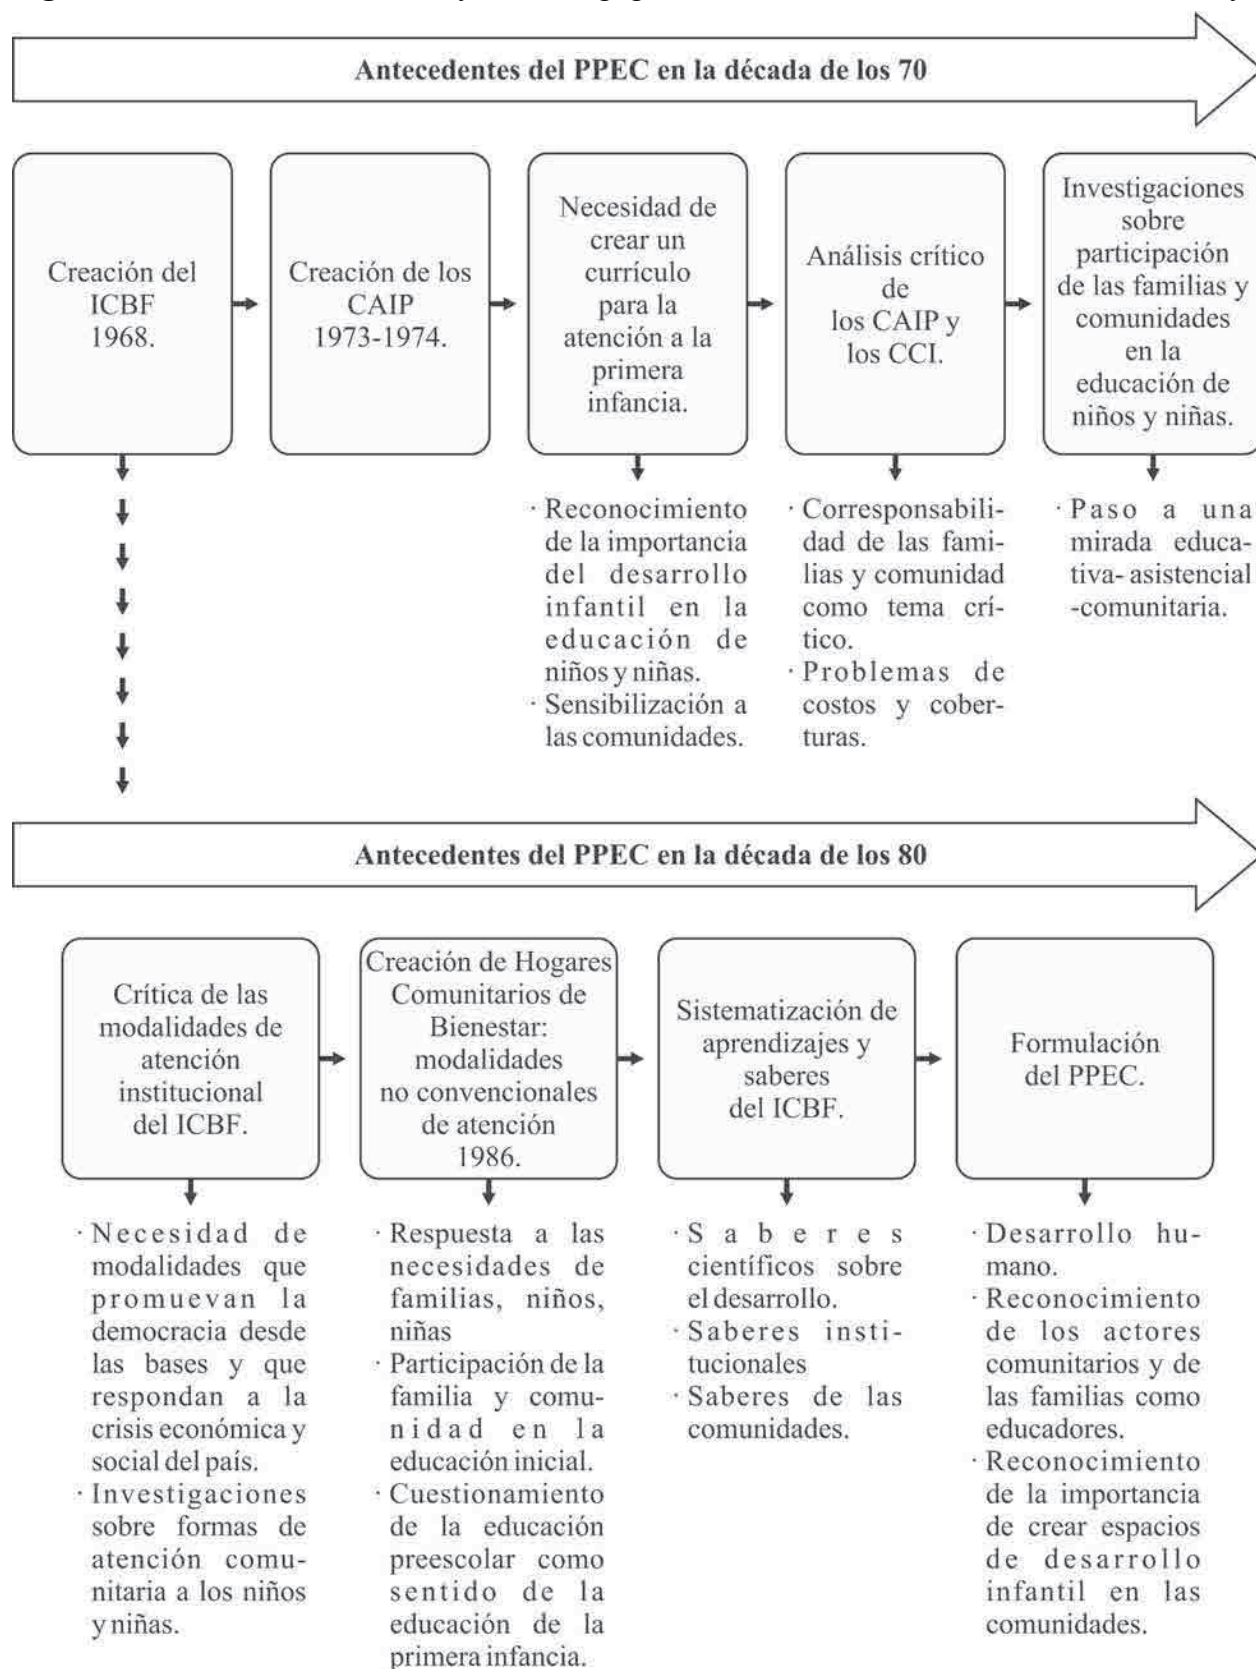 Antecedentes del PPEC en la década de los 70
Creación del
ICBF
1968.
Creación de los
CAIP
1973-1974.
Necesidad de
crear un
currículo
para la
atención a la
primera
infancia.
Análisis crítico
de
los CAIP y
los CCI.
Investigaciones
sobre
participación
de las familias y
comunidades
en la
educación de
niños y niñas.
· Reconocimiento
de la importancia
del desarrollo
infantil en la
educación de
niños y niñas.
· Sensibilización a
las comunidades.
· Corresponsabili-
dad de las fami-
lias y comunidad
como tema crí-
tico.
· Problemas de
costos y cober-
turas.
· Paso a una
mirada educa-
tiva- asistencial
-comunitaria.
Antecedentes del PPEC en la década de los 80
Crítica de las
modalidades de
atención
institucional
del ICBF.
Creación de Hogares
Comunitarios de
Bienestar:
modalidades
no convencionales
de atención
1986.
Sistematización de
aprendizajes y
saberes
del ICBF.
Formulación
del PPEC.
· Necesidad de
modalidades que
promuevan la
democracia desde
las bases y que
respondan a la
crisis económica y
social del país.
· Investigaciones
sobre formas de
atención comu-
nitaria a los niños
y niñas.
· Respuesta a las
necesidades de
familias, niños,
niñas
· Participación de la
familia y comu-
nidad en la
educación inicial.
· Cuestionamiento
de la educación
preescolar como
sentido de la
educación de la
primera infancia.
· Saberes
científicos sobre
el desarrollo.
· Saberes insti-
tucionales
· Saberes de las
comunidades.
· Desarrollo hu-
mano.
· Reconocimiento
de los actores
comunitarios y de
las familias como
educadores.
· Reconocimiento
de la importancia
de crear espacios
de desarrollo
infantil en las
comunidades.